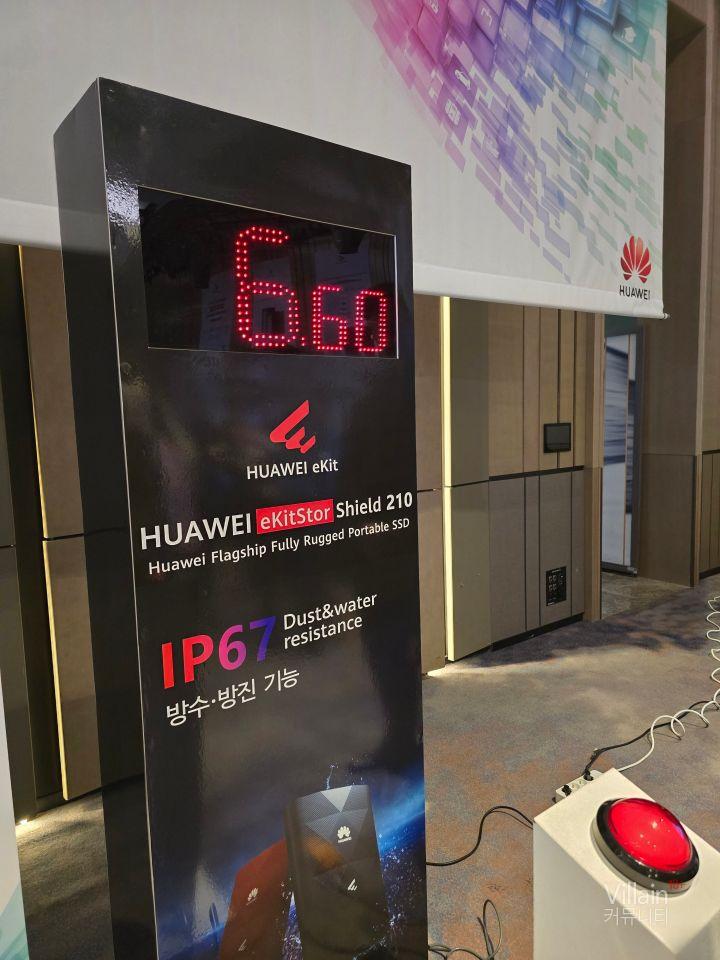 6.60
HUAWEI
HUAWEI eKit
HUAWEI eKitStor Shield 210
Huawei Flagship Fully Rugged Portable SSD
IP67 Dust&water
resistance
방수·방진 기능
Villain
커뮤니티